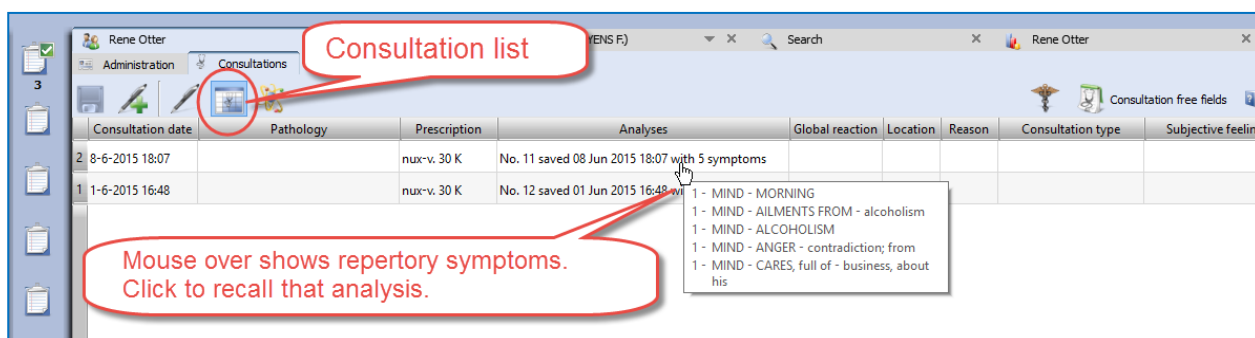 Rene Otter
YENS F.)
Search
Rene Otter
Consultation list
Administration
Consultations
3
Consultation free fields
Consultation date Pathology Prescription Analyses Global reaction Location Reason Consultation type Subjective feelin
2 8-6-2015 18:07 nux-v. 30 K No. 11 saved 08 Jun 2015 18:07 with 5 symptoms
1 1-6-2015 16:48 nux-v. 30 K No. 12 saved 01 Jun 2015 16:48 wi
1 - MIND - MORNING
1 - MIND - AILMENTS FROM - alcoholism
1 - MIND - ALCOHOLISM
1 - MIND - ANGER - contradiction; from
1 - MIND - CARES, full of - business, about
his
Mouse over shows repertory symptoms.
Click to recall that analysis.